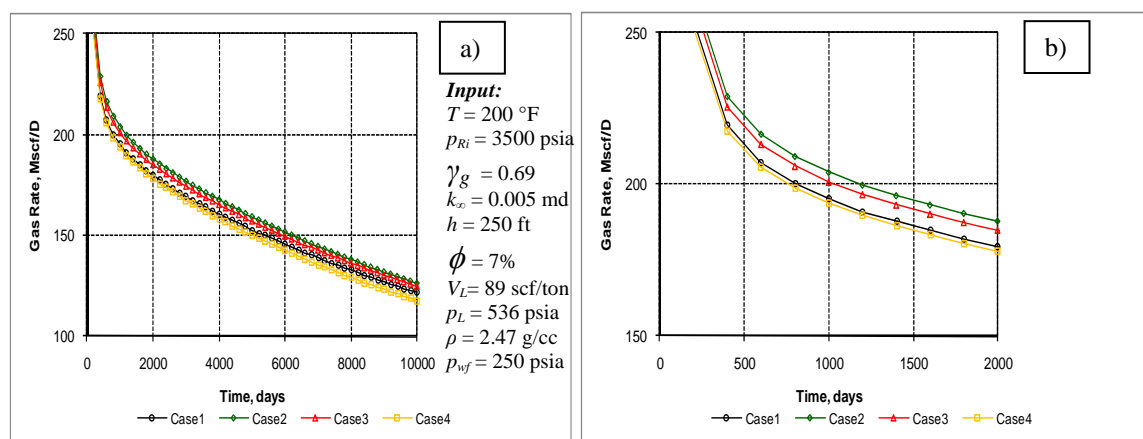 250
200
150
100
Gas Rate, Mscf/D
0 2000 4000 6000 8000 10000
Time, days
Case1 Case2 Case3 Case4
a)
Input:
T = 200 °F
p_Ri = 3500 psia
γ_g = 0.69
k_∞ = 0.005 md
h = 250 ft
ϕ = 7%
V_L= 89 scf/ton
p_L = 536 psia
ρ = 2.47 g/cc
p_wf = 250 psia
b)
250
200
150
Gas Rate, Mscf/D
0 500 1000 1500 2000
Time, days
Case1 Case2 Case3 Case4